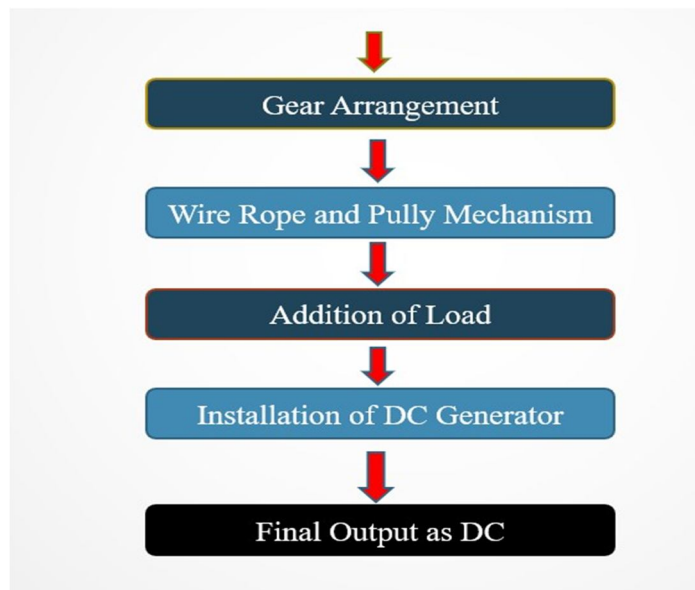 Gear Arrangement
Wire Rope and Pully Mechanism
Addition of Load
Installation of DC Generator
Final Output as DC